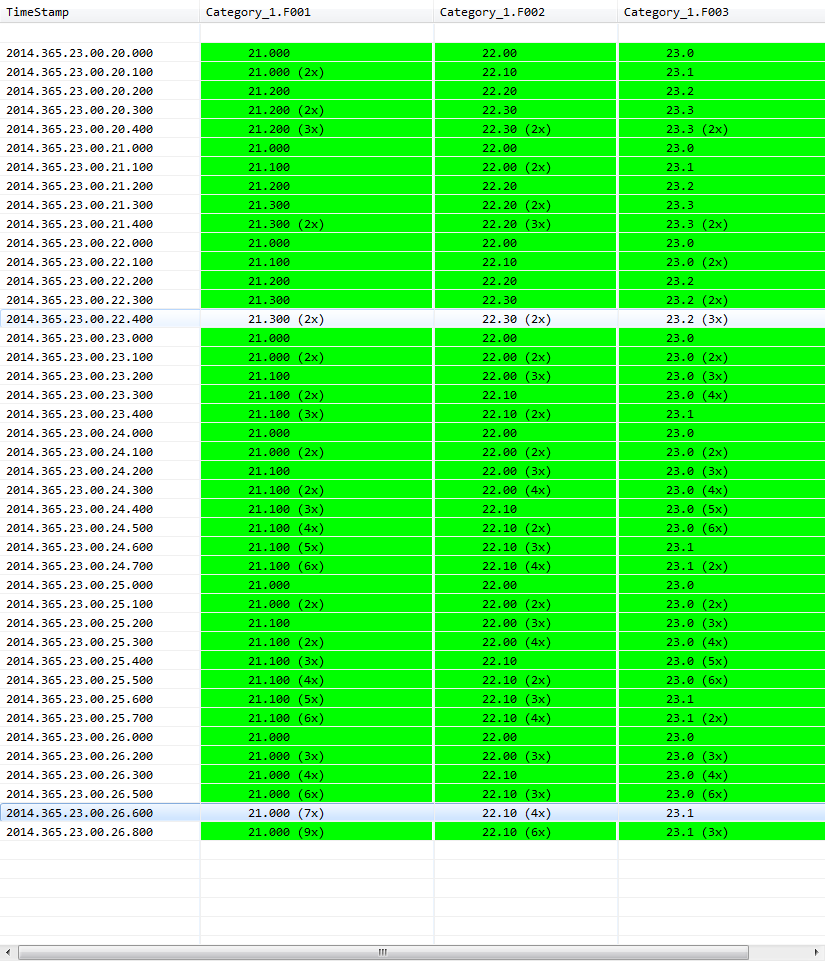 TimeStamp Category_1.F001 Category_1.F002 Category_1.F003
2014.365.23.00.20.000 21.000 22.00 23.0
2014.365.23.00.20.100 21.000 (2x) 22.10 23.1
2014.365.23.00.20.200 21.200 22.20 23.2
2014.365.23.00.20.300 21.200 (2x) 22.30 23.3
2014.365.23.00.20.400 21.200 (3x) 22.30 (2x) 23.3 (2x)
2014.365.23.00.21.000 21.000 22.00 23.0
2014.365.23.00.21.100 21.100 22.00 (2x) 23.1
2014.365.23.00.21.200 21.200 22.20 23.2
2014.365.23.00.21.300 21.300 22.20 (2x) 23.3
2014.365.23.00.21.400 21.300 (2x) 22.20 (3x) 23.3 (2x)
2014.365.23.00.22.000 21.000 22.00 23.0
2014.365.23.00.22.100 21.100 22.10 23.0 (2x)
2014.365.23.00.22.200 21.200 22.20 23.2
2014.365.23.00.22.300 21.300 22.30 23.2 (2x)
2014.365.23.00.22.400 21.300 (2x) 22.30 (2x) 23.2 (3x)
2014.365.23.00.23.000 21.000 22.00 23.0
2014.365.23.00.23.100 21.000 (2x) 22.00 (2x) 23.0 (2x)
2014.365.23.00.23.200 21.100 22.00 (3x) 23.0 (3x)
2014.365.23.00.23.300 21.100 (2x) 22.10 23.0 (4x)
2014.365.23.00.23.400 21.100 (3x) 22.10 (2x) 23.1
2014.365.23.00.24.000 21.000 22.00 23.0
2014.365.23.00.24.100 21.000 (2x) 22.00 (2x) 23.0 (2x)
2014.365.23.00.24.200 21.100 22.00 (3x) 23.0 (3x)
2014.365.23.00.24.300 21.100 (2x) 22.00 (4x) 23.0 (4x)
2014.365.23.00.24.400 21.100 (3x) 22.10 23.0 (5x)
2014.365.23.00.24.500 21.100 (4x) 22.10 (2x) 23.0 (6x)
2014.365.23.00.24.600 21.100 (5x) 22.10 (3x) 23.1
2014.365.23.00.24.700 21.100 (6x) 22.10 (4x) 23.1 (2x)
2014.365.23.00.25.000 21.000 22.00 23.0
2014.365.23.00.25.100 21.000 (2x) 22.00 (2x) 23.0 (2x)
2014.365.23.00.25.200 21.100 22.00 (3x) 23.0 (3x)
2014.365.23.00.25.300 21.100 (2x) 22.00 (4x) 23.0 (4x)
2014.365.23.00.25.400 21.100 (3x) 22.10 23.0 (5x)
2014.365.23.00.25.500 21.100 (4x) 22.10 (2x) 23.0 (6x)
2014.365.23.00.25.600 21.100 (5x) 22.10 (3x) 23.1
2014.365.23.00.25.700 21.100 (6x) 22.10 (4x) 23.1 (2x)
2014.365.23.00.26.000 21.000 22.00 23.0
2014.365.23.00.26.200 21.000 (3x) 22.00 (3x) 23.0 (3x)
2014.365.23.00.26.300 21.000 (4x) 22.10 23.0 (4x)
2014.365.23.00.26.500 21.000 (6x) 22.10 (3x) 23.0 (6x)
2014.365.23.00.26.600 21.000 (7x) 22.10 (4x) 23.1
2014.365.23.00.26.800 21.000 (9x) 22.10 (6x) 23.1 (3x)